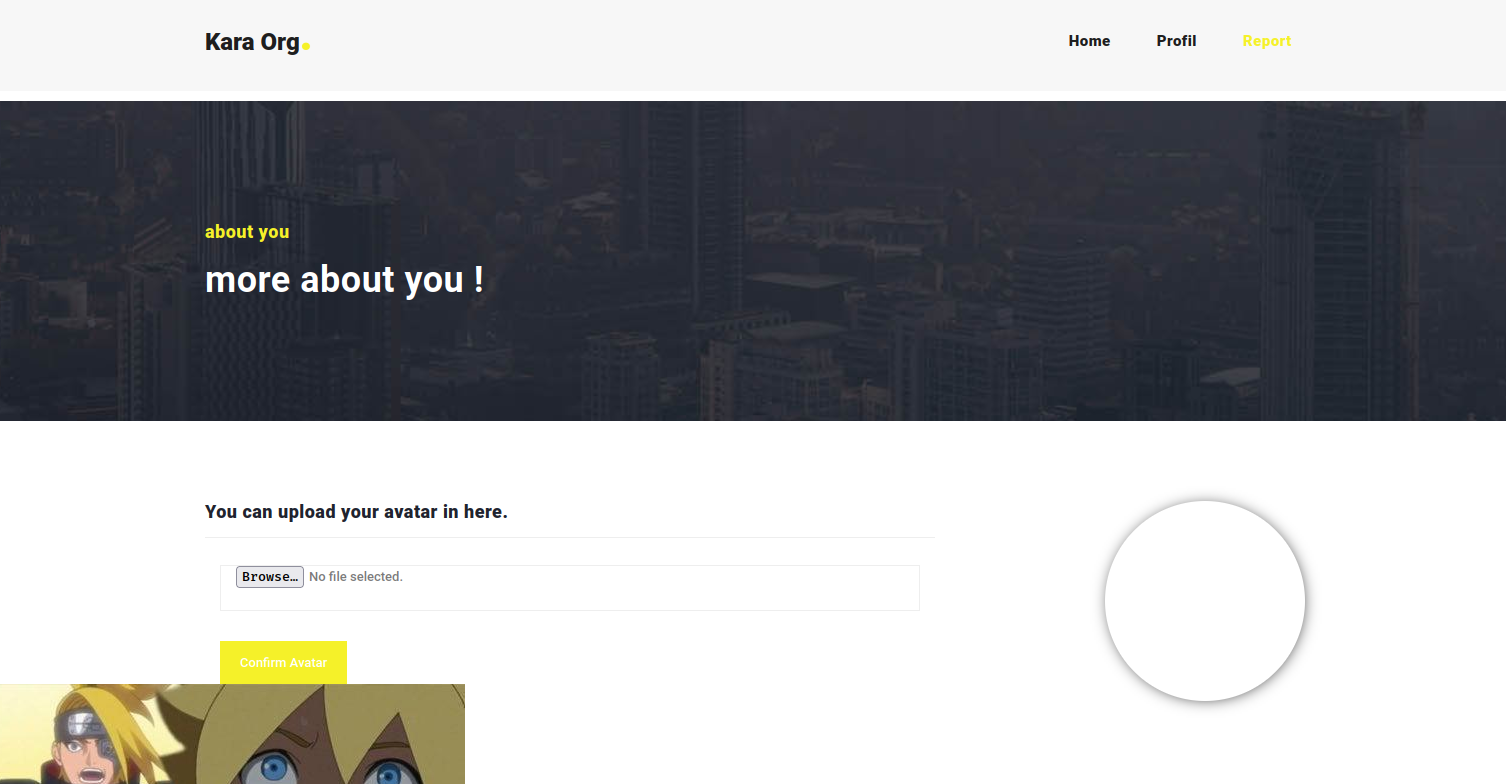 Kara Org.
Home Profil Report
about you
more about you !
You can upload your avatar in here.
Browse… No file selected.
Confirm Avatar